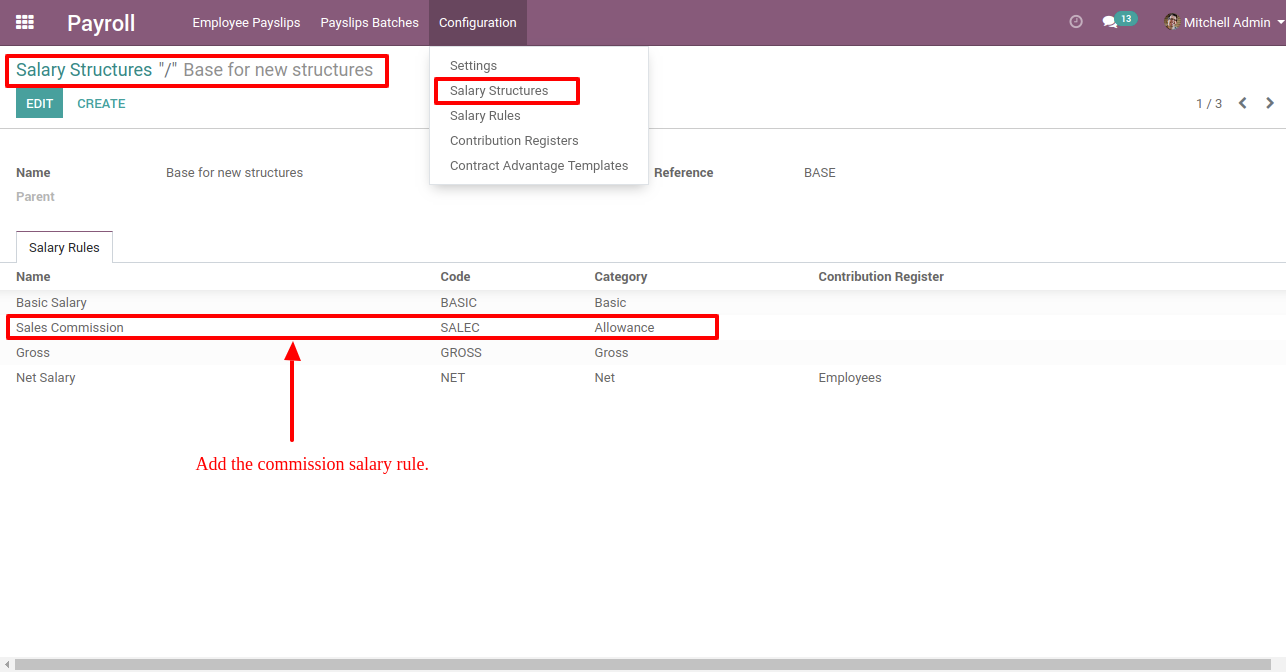 Payroll Employee Payslips Payslips Batches Configuration 13 Mitchell Admin
Salary Structures "/" Base for new structures
Settings
Salary Structures
EDIT CREATE
1 / 3
Salary Rules
Contribution Registers
Contract Advantage Templates
Name Base for new structures Reference BASE
Parent
Salary Rules
Name Code Category Contribution Register
Basic Salary BASIC Basic
Sales Commission SALEC Allowance
Gross GROSS Gross
Net Salary NET Net Employees
Add the commission salary rule.